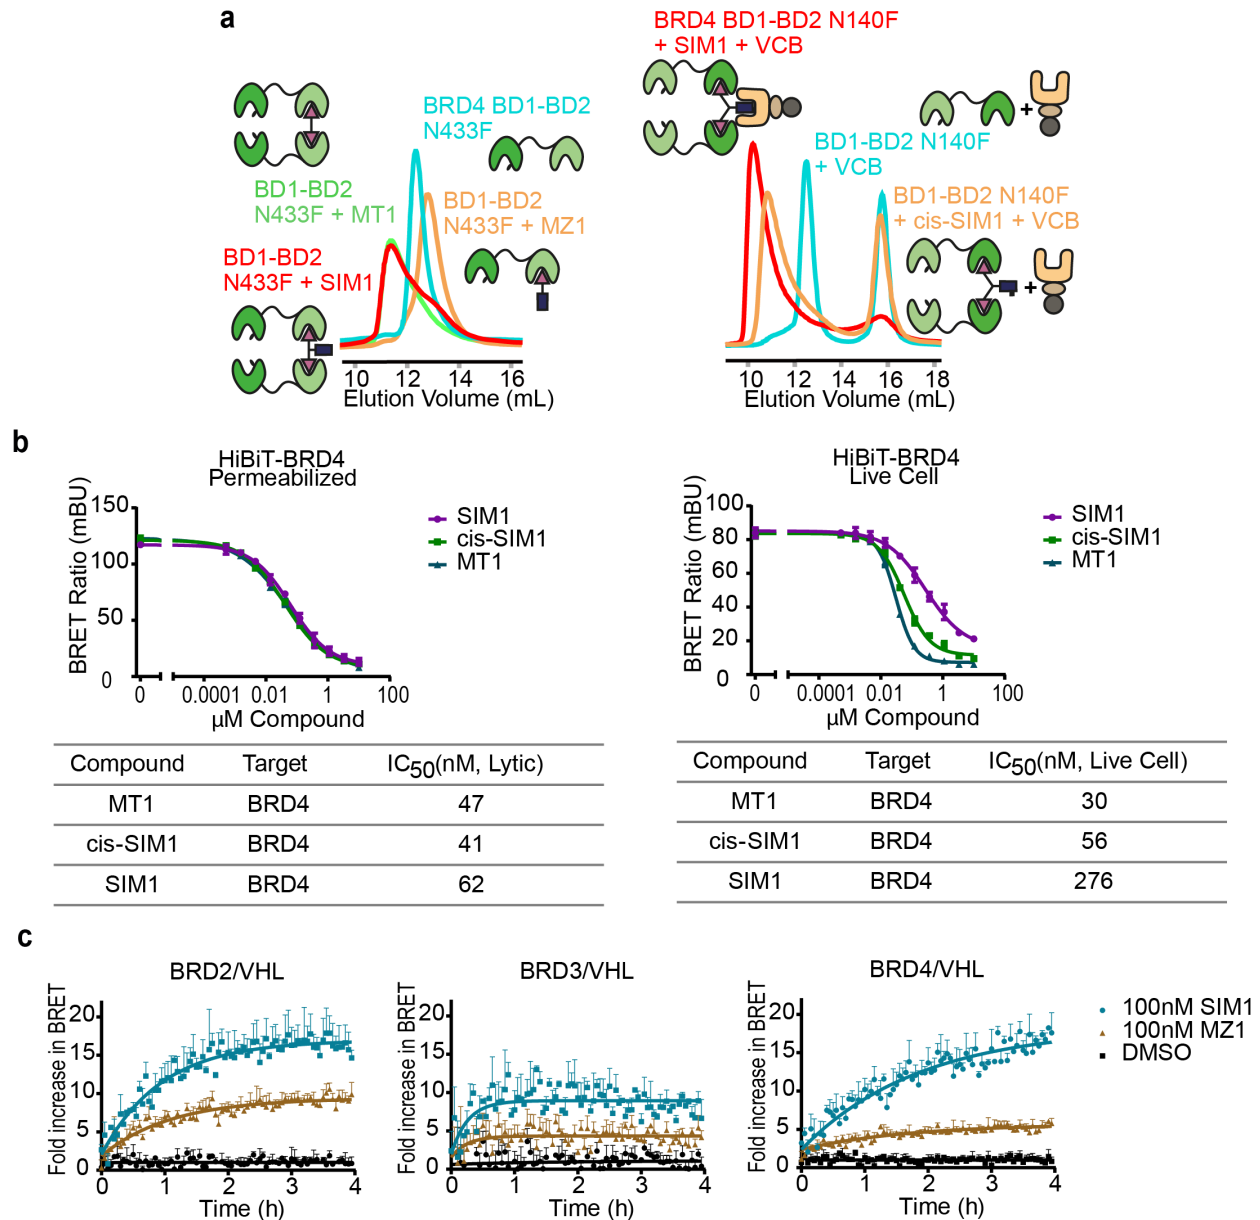 a
BRD4 BD1-BD2
N433F
BD1-BD2
N433F + MT1
BD1-BD2
N433F + MZ1
BD1-BD2
N433F + SIM1
10 12 14 16
Elution Volume (mL)
BRD4 BD1-BD2 N140F
+ SIM1 + VCB
+
BD1-BD2 N140F
+ VCB
BD1-BD2 N140F
+ cis-SIM1 + VCB
+
10 12 14 16 18
Elution Volume (mL)
b
HiBiT-BRD4
Permeabilized
BRET Ratio (mBU)
150
100
50
0
0 0.0001 0.01 1 100
µM Compound
SIM1
cis-SIM1
MT1
Compound Target IC50(nM, Lytic)
MT1 BRD4 47
cis-SIM1 BRD4 41
SIM1 BRD4 62
HiBiT-BRD4
Live Cell
BRET Ratio (mBU)
100
80
60
40
20
0
0 0.0001 0.01 1 100
µM Compound
SIM1
cis-SIM1
MT1
Compound Target IC50(nM, Live Cell)
MT1 BRD4 30
cis-SIM1 BRD4 56
SIM1 BRD4 276
c
BRD2/VHL
Fold increase in BRET
20
15
10
5
0
0 1 2 3 4
Time (h)
BRD3/VHL
Fold increase in BRET
20
15
10
5
0
0 1 2 3 4
Time (h)
BRD4/VHL
Fold increase in BRET
20
15
10
5
0
0 1 2 3 4
Time (h)
100nM SIM1
100nM MZ1
DMSO